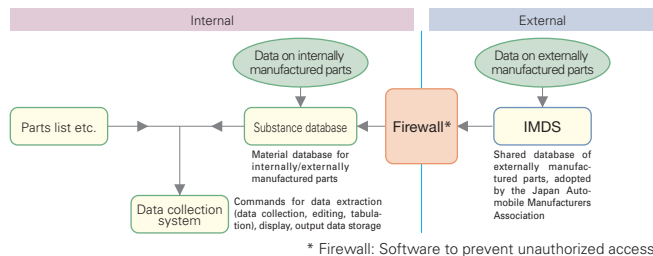 Internal
External
Data on internally
manufactured parts
Data on externally
manufactured parts
Parts list etc.
Substance database
Firewall*
IMDS
Material database for
internally/externally
manufactured parts
Shared database of
externally manufac-
tured parts, adopted
by the Japan Auto-
mobile Manufacturers
Association
Data collection
system
Commands for data extraction
(data collection, editing, tabula-
tion), display, output data storage
* Firewall: Software to prevent unauthorized access